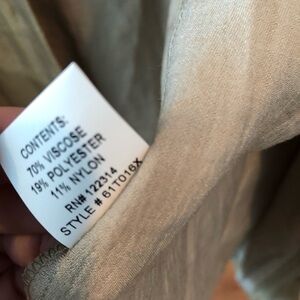 CONTENTS:
70% VISCOSE
19% POLYESTER
11% NYLON
RN# 122314
STYLE # 61T016X